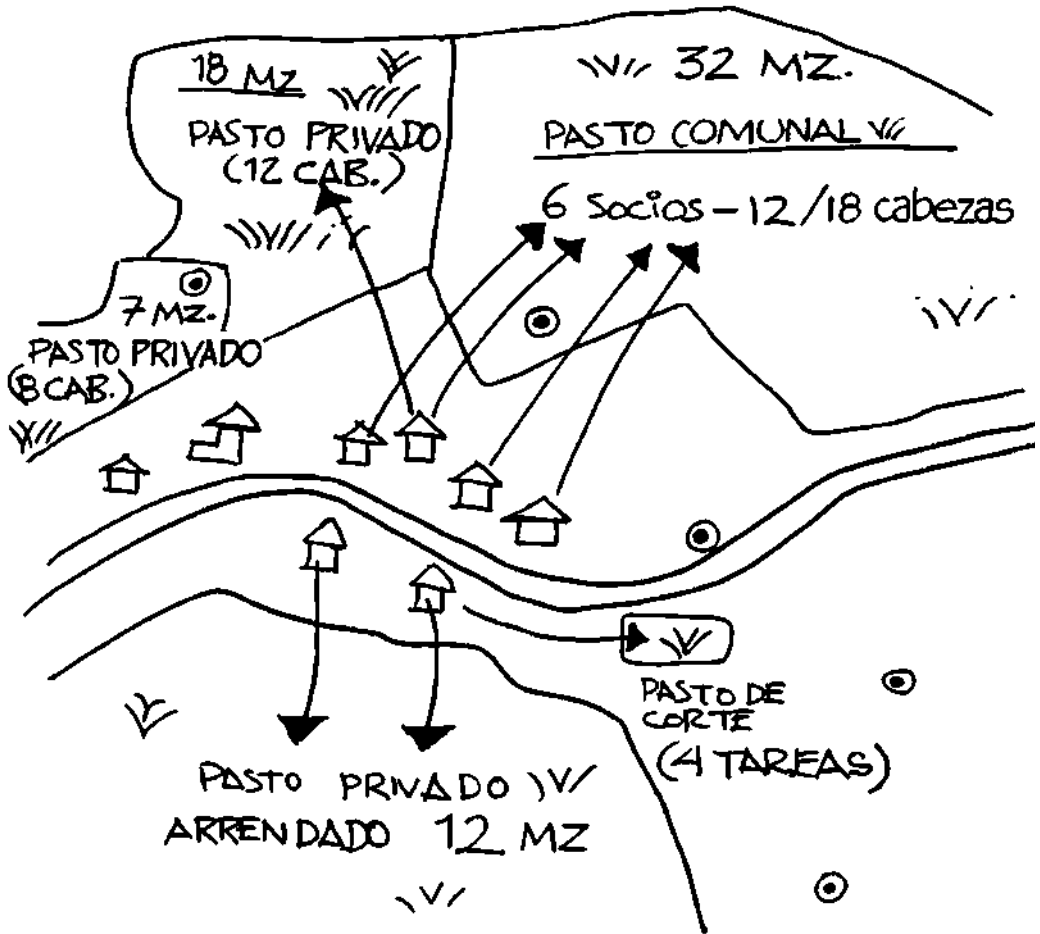 18 MZ
PASTO PRIVADO
(12 CAB.)
32 MZ.
PASTO COMUNAL
6 Socios - 12/18 cabezas
7 MZ.
PASTO PRIVADO
(8 CAB.)
PASTO DE
CORTE
(4 TAREAS)
PASTO PRIVADO
ARRENDADO 12 MZ